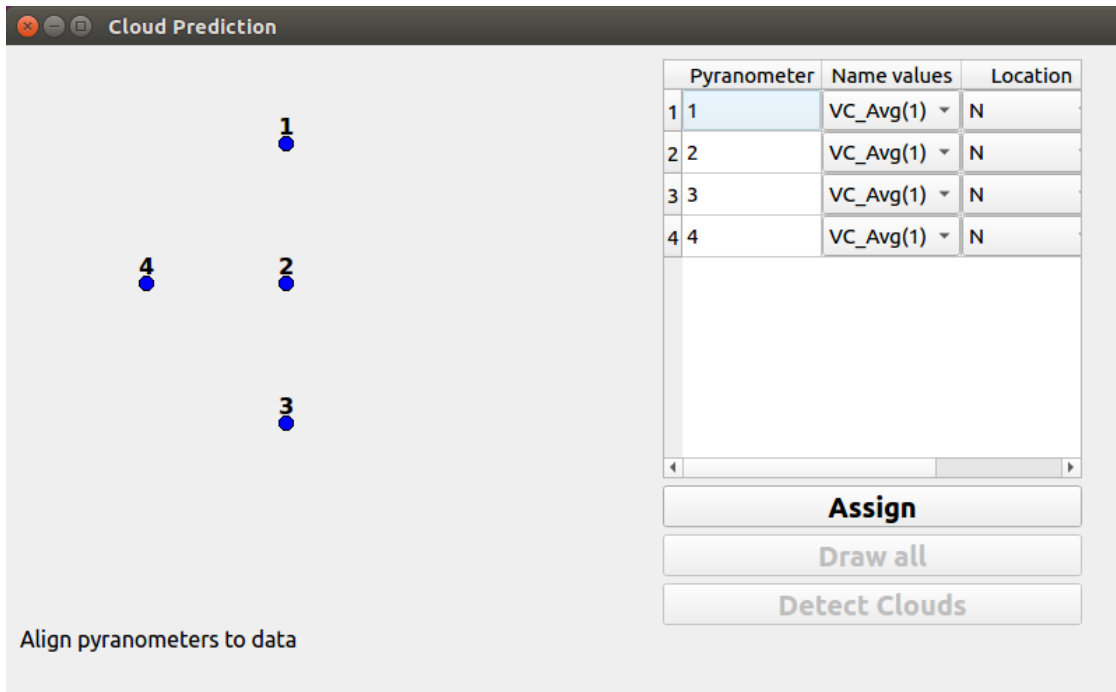 Cloud Prediction
1
4 2
3
Pyranometer Name values Location
1 1 VC_Avg(1) N
2 2 VC_Avg(1) N
3 3 VC_Avg(1) N
4 4 VC_Avg(1) N
Assign
Draw all
Detect Clouds
Align pyranometers to data